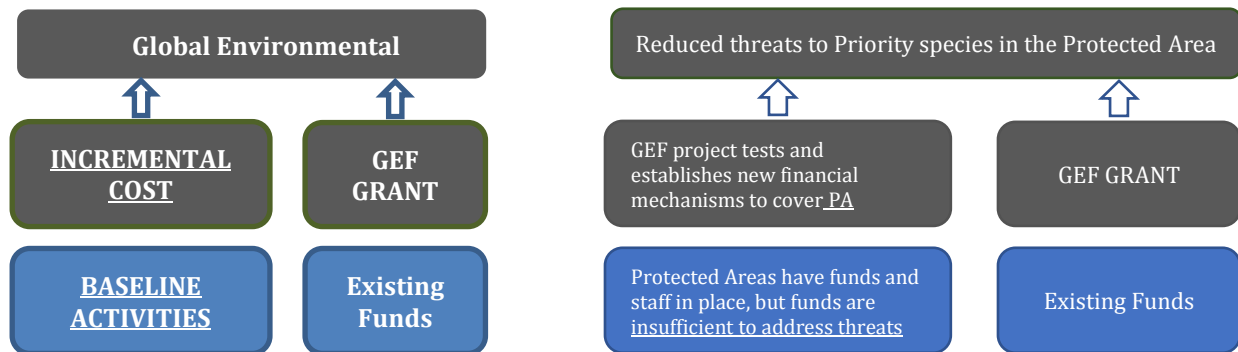 Global Environmental
INCREMENTAL
COST
GEF
GRANT
BASELINE
ACTIVITIES
Existing
Funds
Reduced threats to Priority species in the Protected Area
GEF project tests and
establishes new financial
mechanisms to cover PA
GEF GRANT
Protected Areas have funds and
staff in place, but funds are
insufficient to address threats
Existing Funds